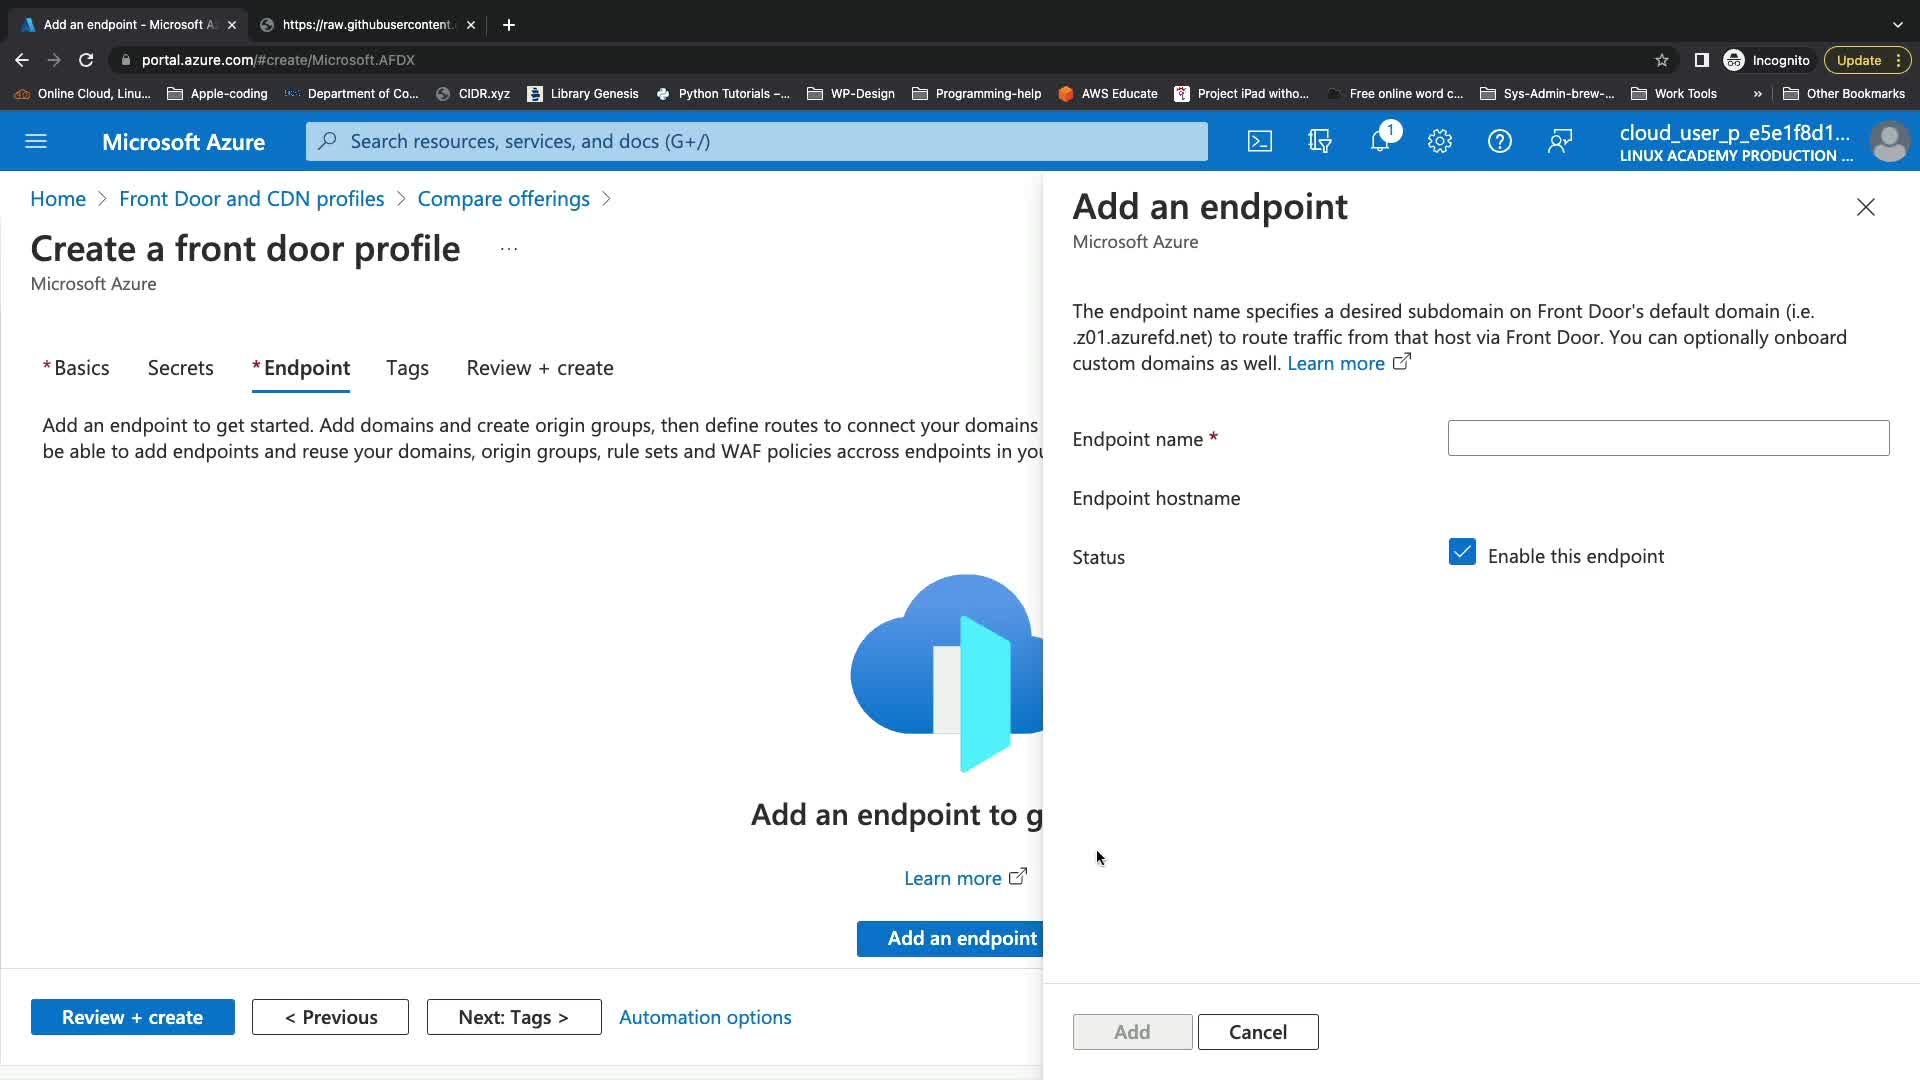 Add an endpoint - Microsoft A
https://raw.githubusercontent.
portal.azure.com/#create/Microsoft.AFDX
Incognito
Update
Online Cloud, Linu...
Apple-coding
Department of Co...
CIDR.xyz
Library Genesis
Python Tutorials –...
WP-Design
Programming-help
AWS Educate
Project iPad witho...
Free online word c...
Sys-Admin-brew-...
Work Tools
»
Other Bookmarks
Microsoft Azure
Search resources, services, and docs (G+/)
1
cloud_user_p_e5e1f8d1...
LINUX ACADEMY PRODUCTION ...
Home > Front Door and CDN profiles > Compare offerings >
Create a front door profile ...
Microsoft Azure
* Basics
Secrets
* Endpoint
Tags
Review + create
Add an endpoint to get started. Add domains and create origin groups, then define routes to connect your domains
be able to add endpoints and reuse your domains, origin groups, rule sets and WAF policies accross endpoints in you
Add an endpoint to g
Learn more
Add an endpoint
Review + create
< Previous
Next: Tags >
Automation options
Add an endpoint
Microsoft Azure
The endpoint name specifies a desired subdomain on Front Door's default domain (i.e.
.z01.azurefd.net) to route traffic from that host via Front Door. You can optionally onboard
custom domains as well. Learn more
Endpoint name *
Endpoint hostname
Status
Enable this endpoint
Add
Cancel